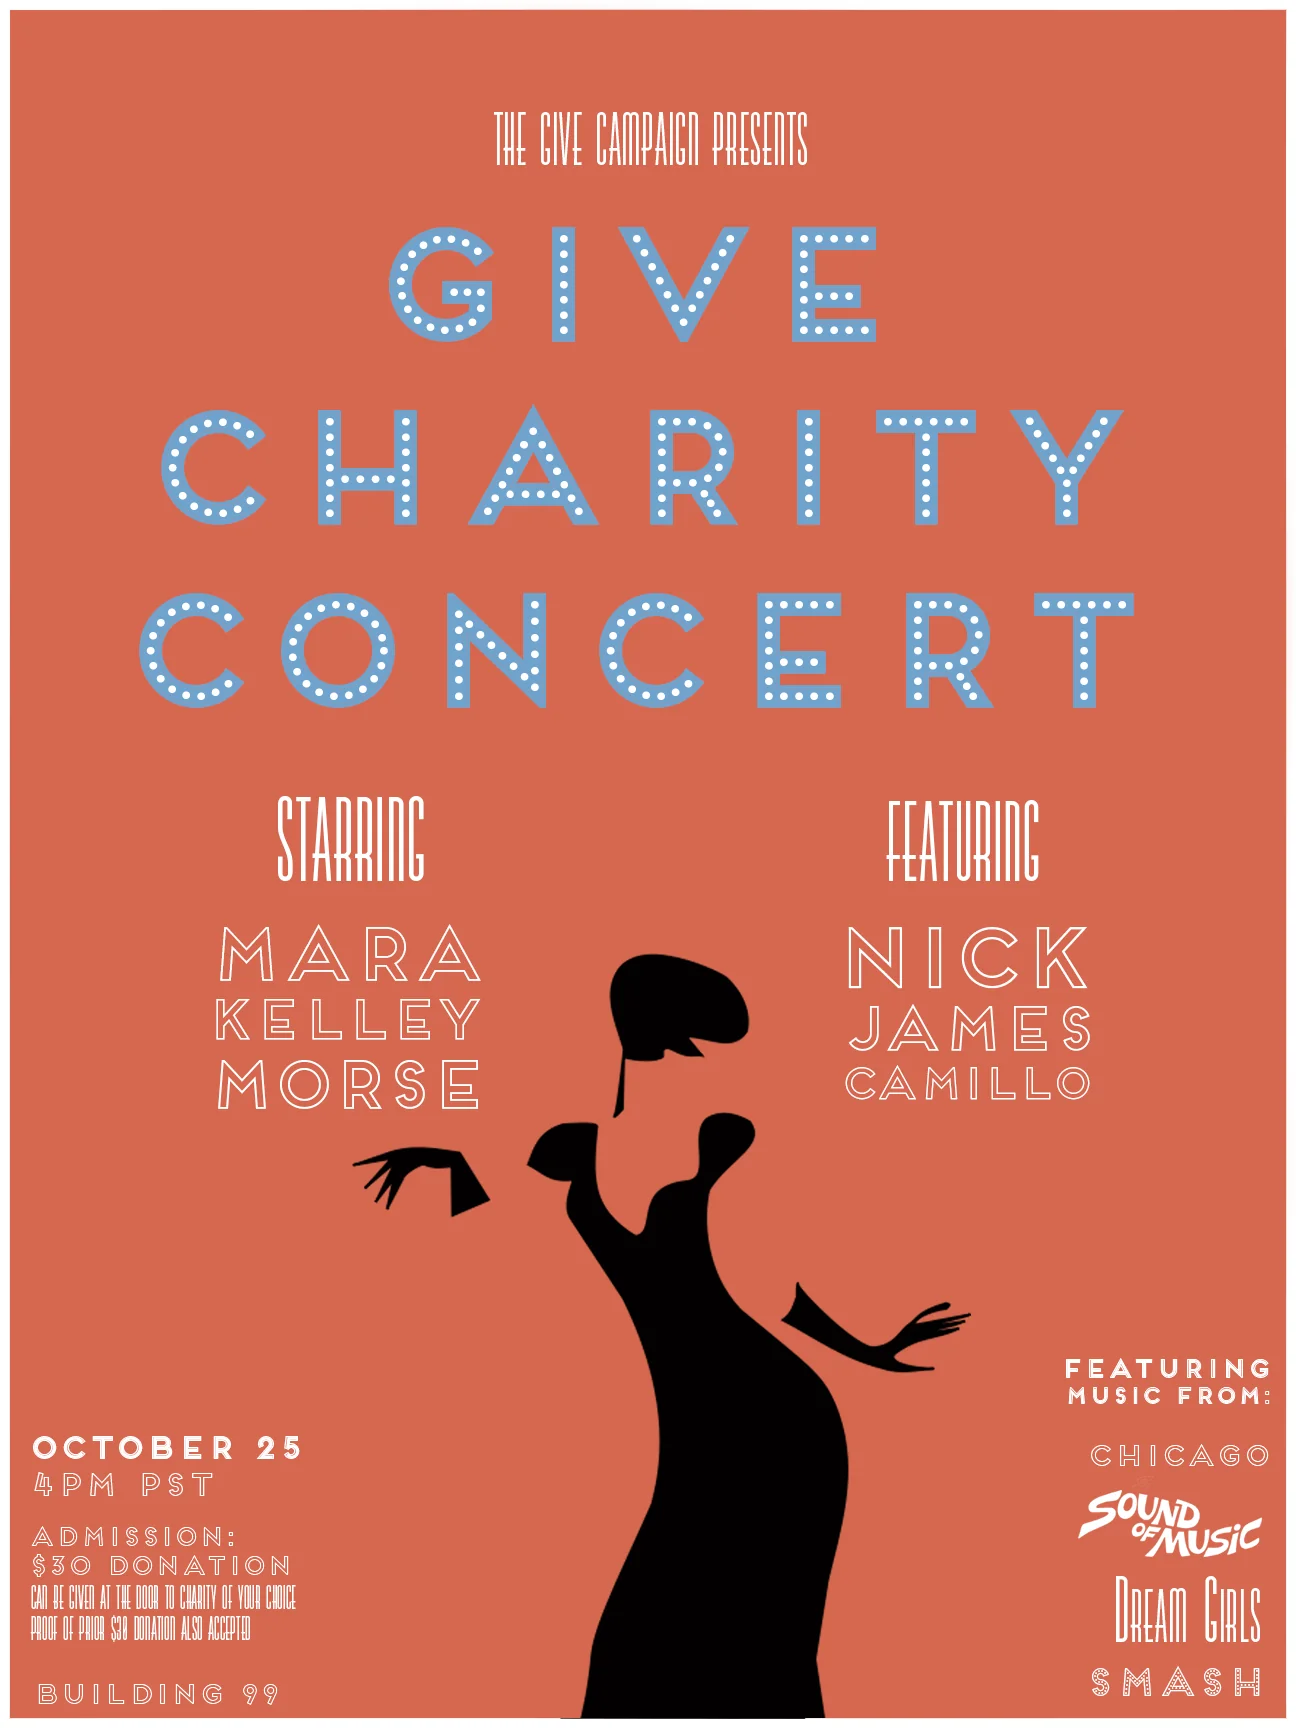 THE GIVE CAMPAIGN PRESENTS
GIVE
CHARITY
CONCERT
STARRING
MARA
KELLEY
MORSE
FEATURING
NICK
JAMES
CAMILLO
OCTOBER 25
4PM PST
ADMISSION:
$30 DONATION
CAN BE GIVEN AT THE DOOR TO CHARITY OF YOUR CHOICE
PROOF OF PRIOR $30 DONATION ALSO ACCEPTED
BUILDING 99
FEATURING
MUSIC FROM:
CHICAGO
SOUND
OF MUSIC
DREAM GIRLS
SMASH